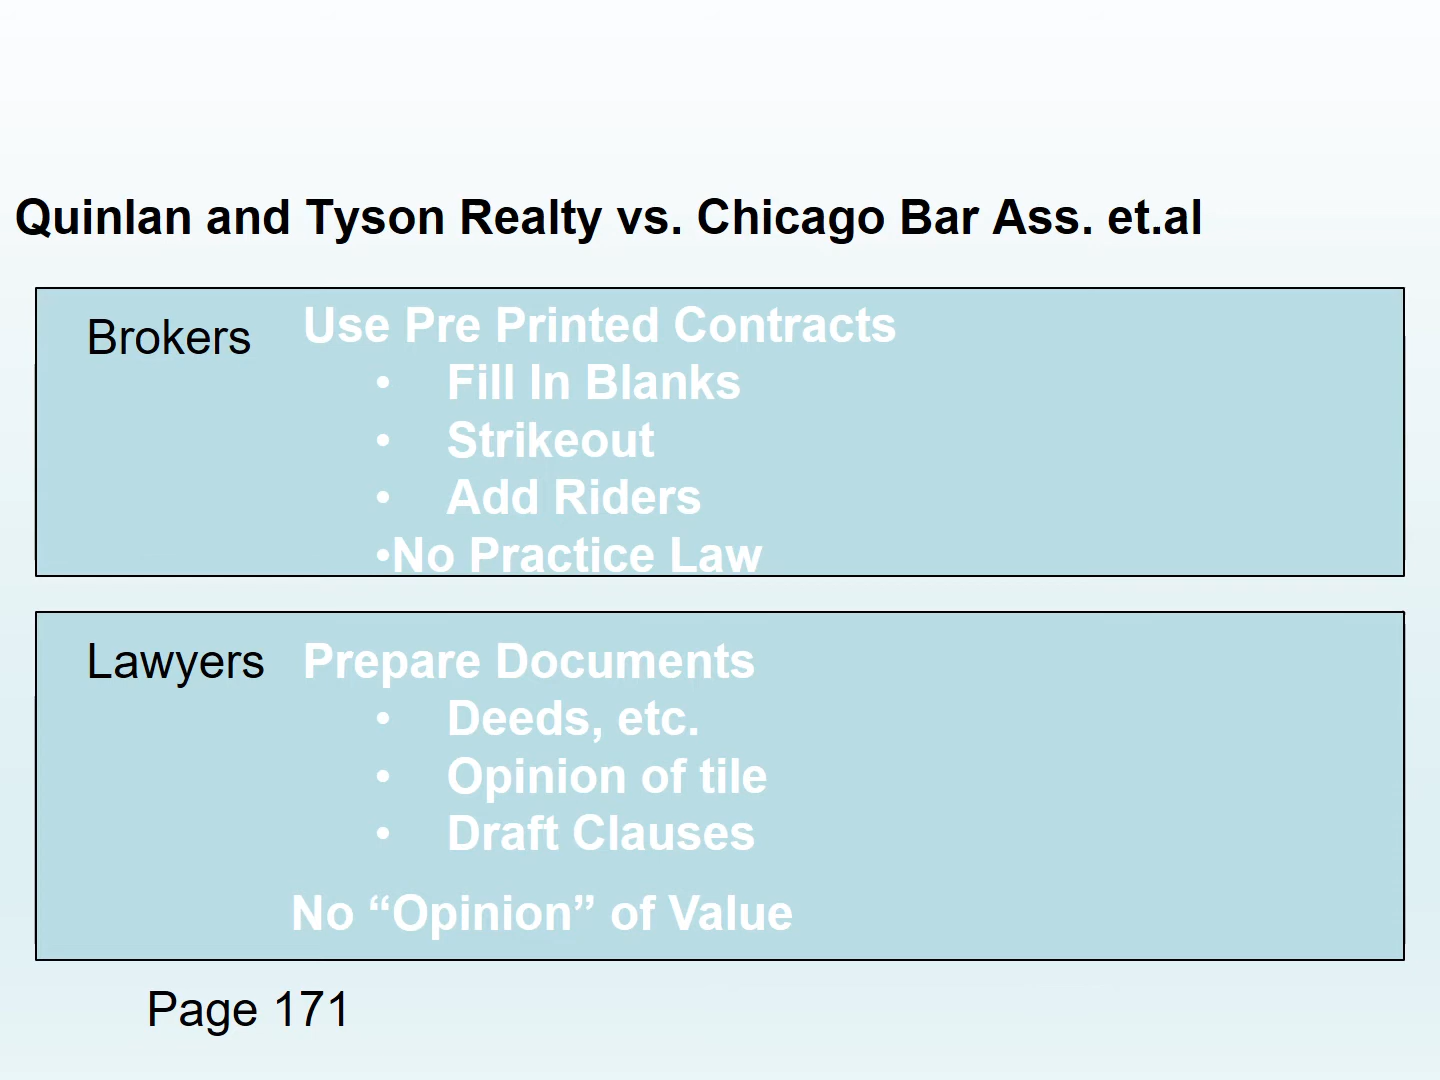 Quinlan and Tyson Realty vs. Chicago Bar Ass. et.al
Brokers
Use Pre Printed Contracts
• Fill In Blanks
• Strikeout
• Add Riders
•No Practice Law
Lawyers
Prepare Documents
• Deeds, etc.
• Opinion of tile
• Draft Clauses
No “Opinion” of Value
Page 171